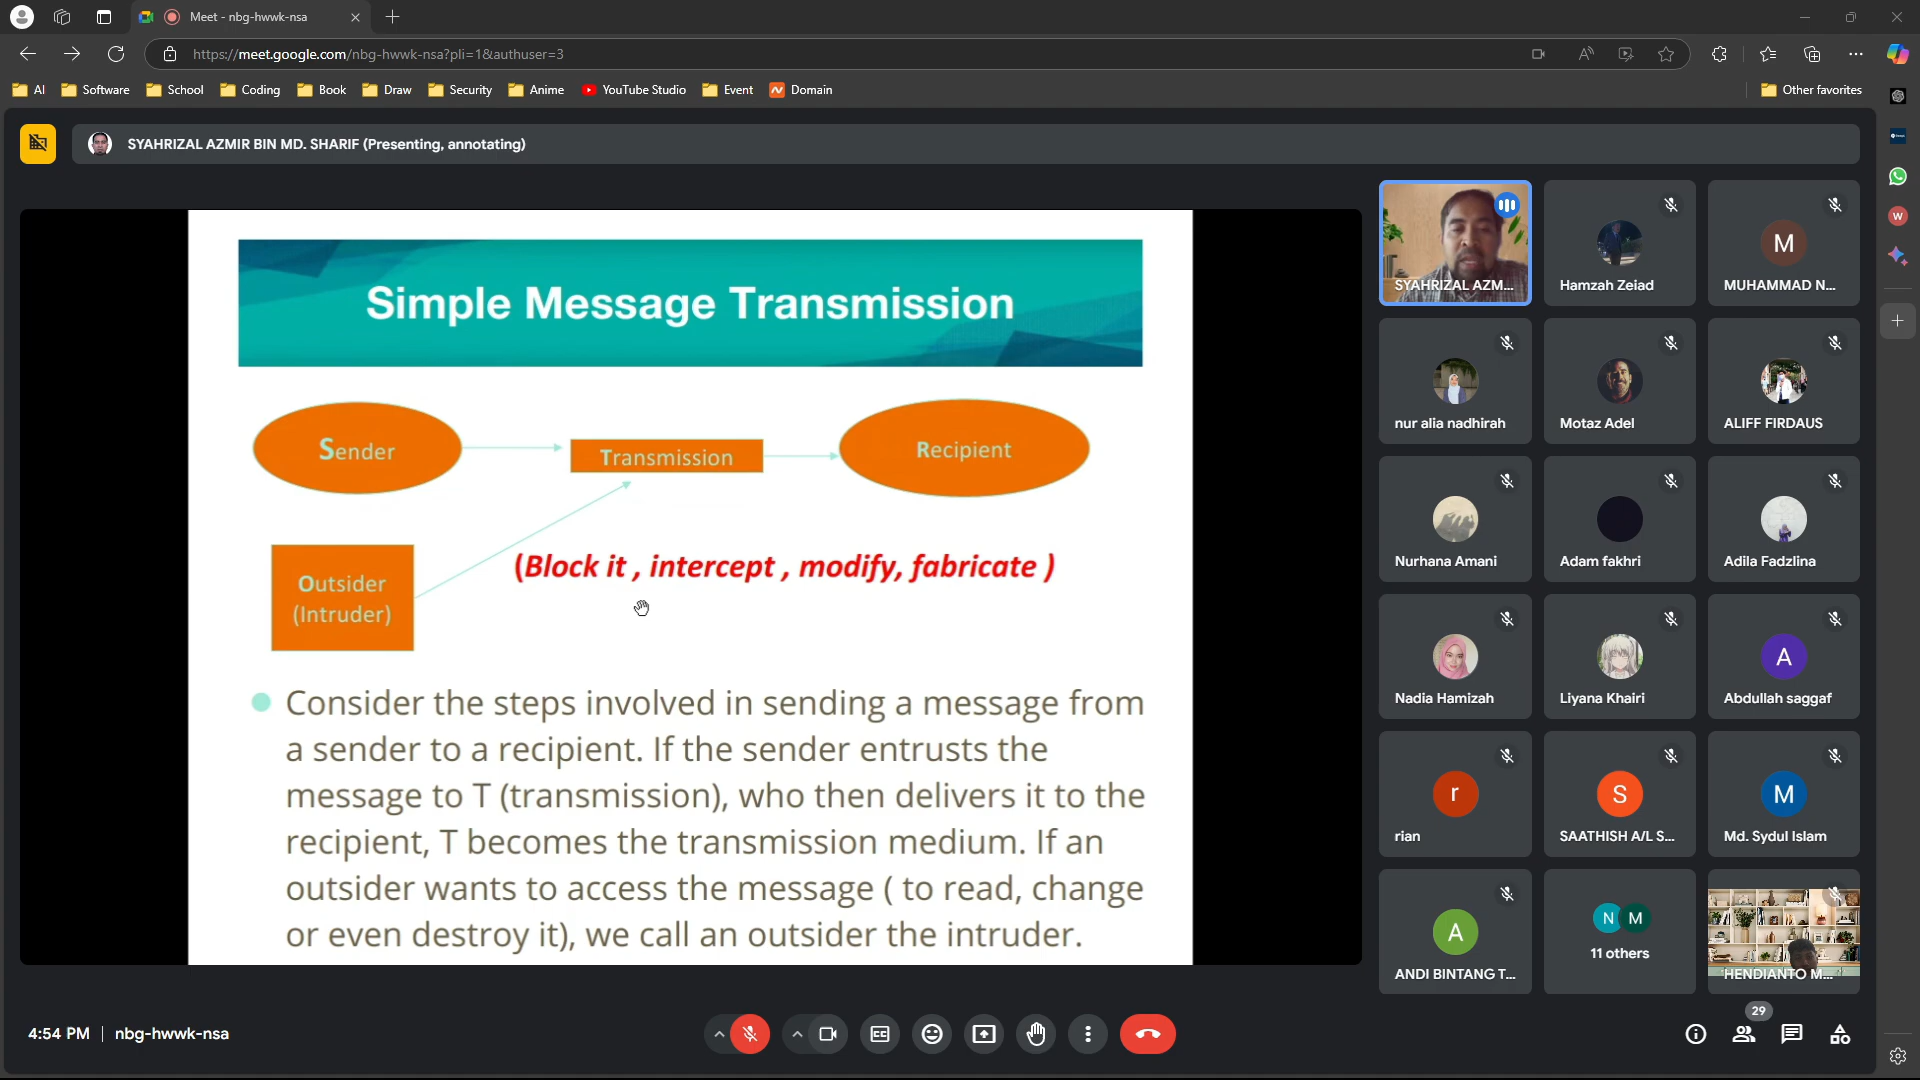 Meet - nbg-hwwk-nsa
https://meet.google.com/nbg-hwwk-nsa?pli=1&authuser=3
AI Software School Coding Book Draw Security Anime YouTube Studio Event Domain Other favorites
SYAHRIZAL AZMIR BIN MD. SHARIF (Presenting, annotating)
Simple Message Transmission
Sender
Transmission
Recipient
Outsider
(Intruder)
(Block it , intercept , modify, fabricate )
Consider the steps involved in sending a message from
a sender to a recipient. If the sender entrusts the
message to T (transmission), who then delivers it to the
recipient, T becomes the transmission medium. If an
outsider wants to access the message ( to read, change
or even destroy it), we call an outsider the intruder.
SYAHRIZAL AZM...
Hamzah Zeiad
M
MUHAMMAD N...
nur alia nadhirah
Motaz Adel
ALIFF FIRDAUS
Nurhana Amani
Adam fakhri
Adila Fadzlina
Nadia Hamizah
Liyana Khairi
A
Abdullah saggaf
r
rian
S
SAATHISH A/L S...
M
Md. Sydul Islam
A
ANDI BINTANG T...
N M
11 others
HENDIANTO M...
W
4:54 PM | nbg-hwwk-nsa
29